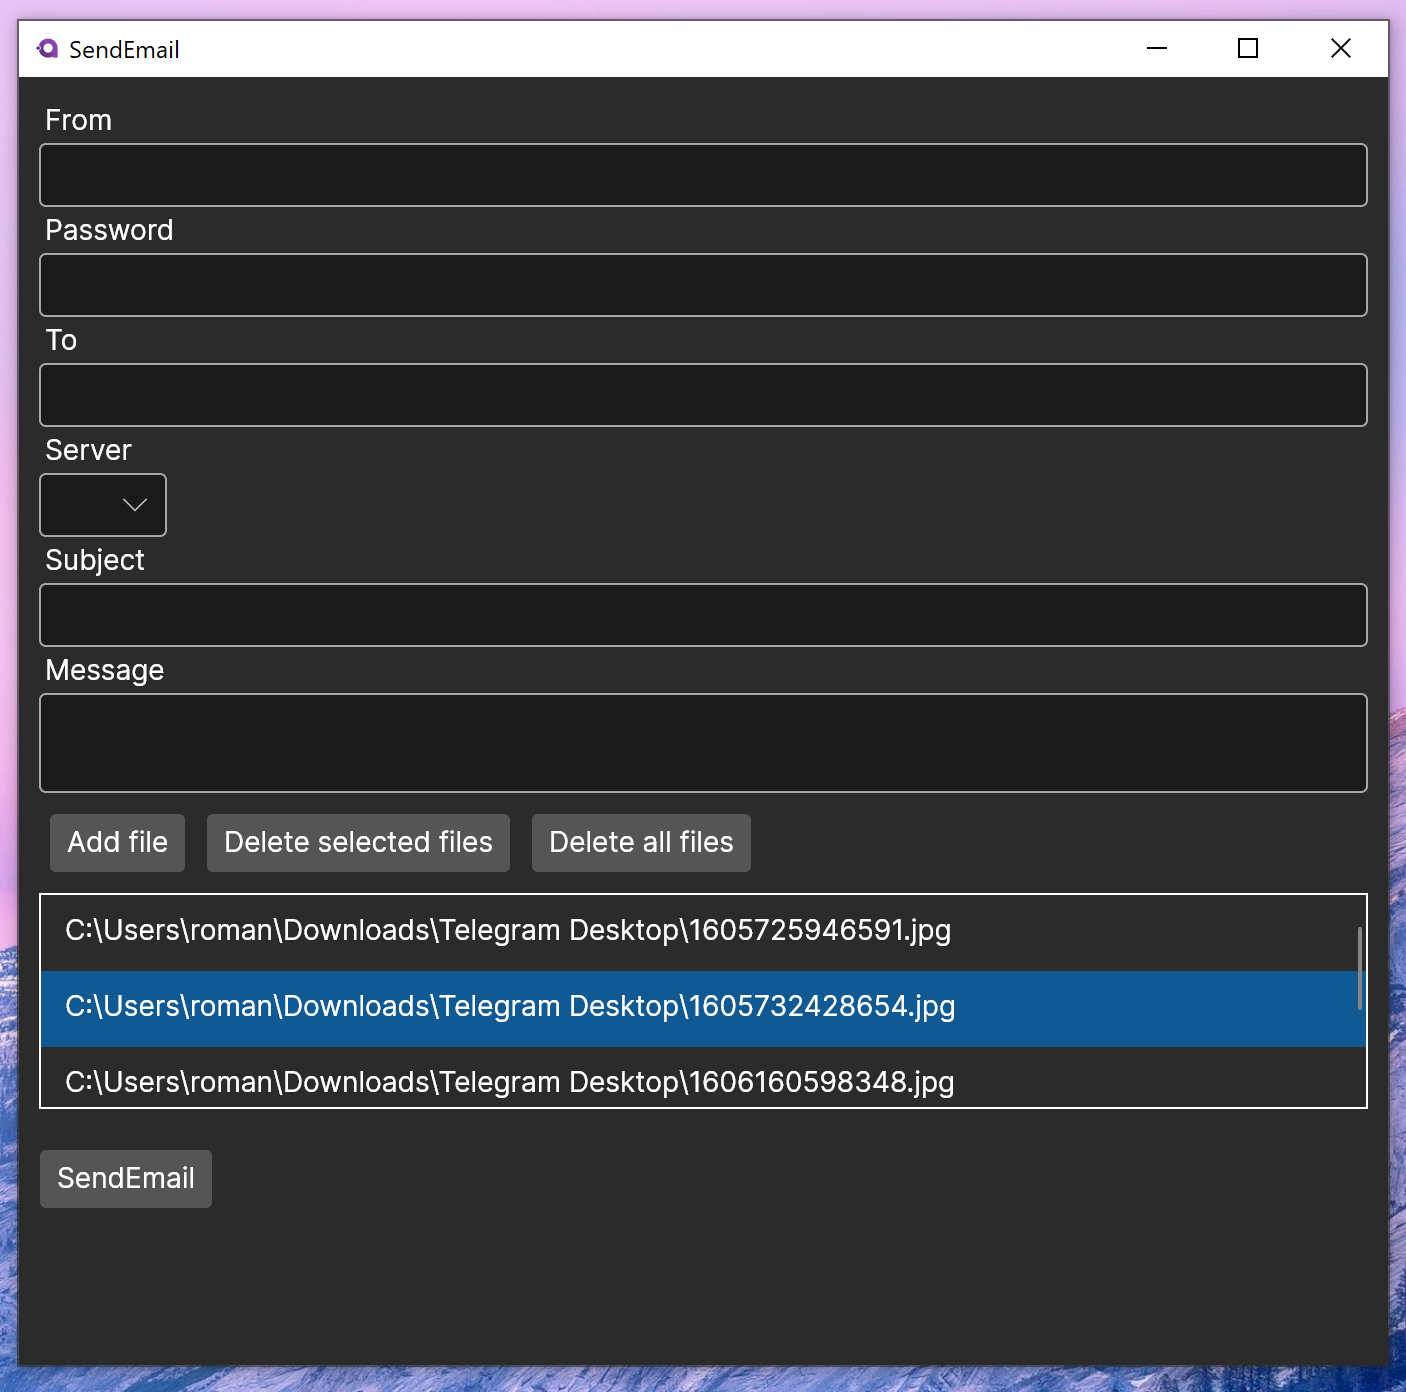 SendEmail
From
Password
To
Server
Subject
Message
Add file Delete selected files Delete all files
C:\Users\roman\Downloads\Telegram Desktop\1605725946591.jpg
C:\Users\roman\Downloads\Telegram Desktop\1605732428654.jpg
C:\Users\roman\Downloads\Telegram Desktop\1606160598348.jpg
SendEmail